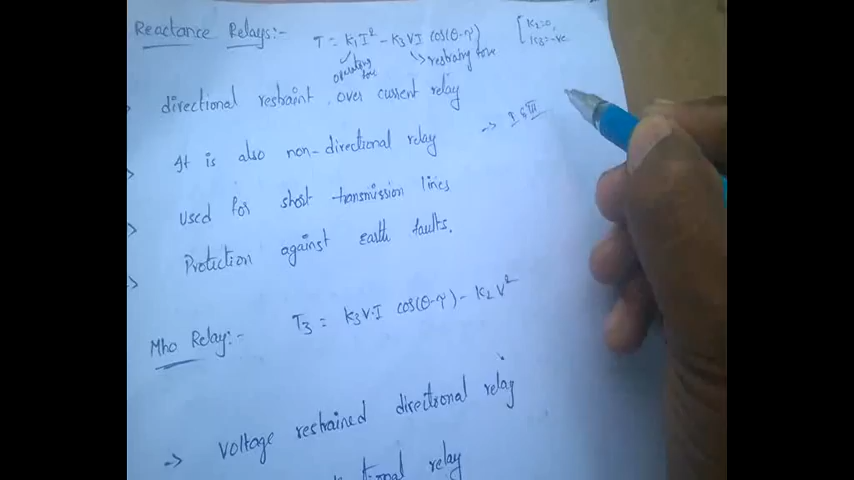 Reactance Relays:- T = K₁I² - K₃VI cos(θ-τ) [K₂=0, K₃=-ve
operating force restraining force
directional restraint over current relay
It is also non-directional relay → I & III
used for short transmission lines
Protection against earth faults.
Mho Relay:- T₃ = K₃V.I cos(θ-τ) - K₂V²
→ Voltage restrained directional relay
relay